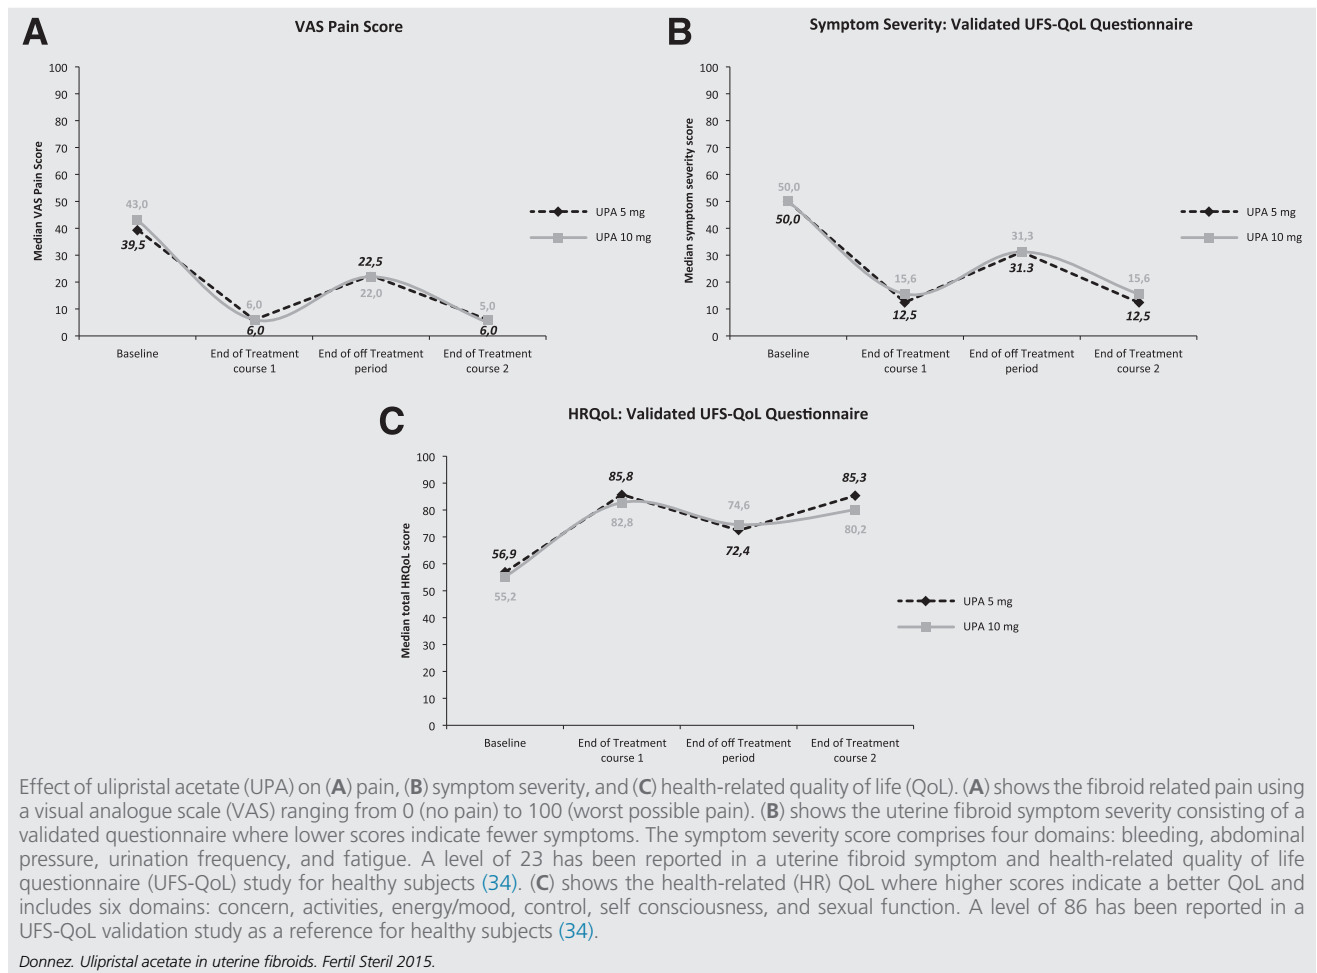 A
VAS Pain Score
100
90
80
70
60
50
40
30
20
10
0
Median VAS Pain Score
43,0
39,5
6,0
6,0
22,5
22,0
5,0
6,0
Baseline
End of Treatment
course 1
End of off Treatment
period
End of Treatment
course 2
UPA 5 mg
UPA 10 mg
B
Symptom Severity: Validated UFS-QoL Questionnaire
100
90
80
70
60
50
40
30
20
10
0
Median symptom severity score
50,0
50,0
15,6
12,5
31,3
31.3
15,6
12,5
Baseline
End of Treatment
course 1
End of off Treatment
period
End of Treatment
course 2
UPA 5 mg
UPA 10 mg
C
HRQoL: Validated UFS-QoL Questionnaire
100
90
80
70
60
50
40
30
20
10
0
Median total HRQoL score
56,9
55,2
85,8
82,8
74,6
72,4
85,3
80,2
Baseline
End of Treatment
course 1
End of off Treatment
period
End of Treatment
course 2
UPA 5 mg
UPA 10 mg
Effect of ulipristal acetate (UPA) on (A) pain, (B) symptom severity, and (C) health-related quality of life (QoL). (A) shows the fibroid related pain using
a visual analogue scale (VAS) ranging from 0 (no pain) to 100 (worst possible pain). (B) shows the uterine fibroid symptom severity consisting of a
validated questionnaire where lower scores indicate fewer symptoms. The symptom severity score comprises four domains: bleeding, abdominal
pressure, urination frequency, and fatigue. A level of 23 has been reported in a uterine fibroid symptom and health-related quality of life
questionnaire (UFS-QoL) study for healthy subjects (34). (C) shows the health-related (HR) QoL where higher scores indicate a better QoL and
includes six domains: concern, activities, energy/mood, control, self consciousness, and sexual function. A level of 86 has been reported in a
UFS-QoL validation study as a reference for healthy subjects (34).
Donnez. Ulipristal acetate in uterine fibroids. Fertil Steril 2015.